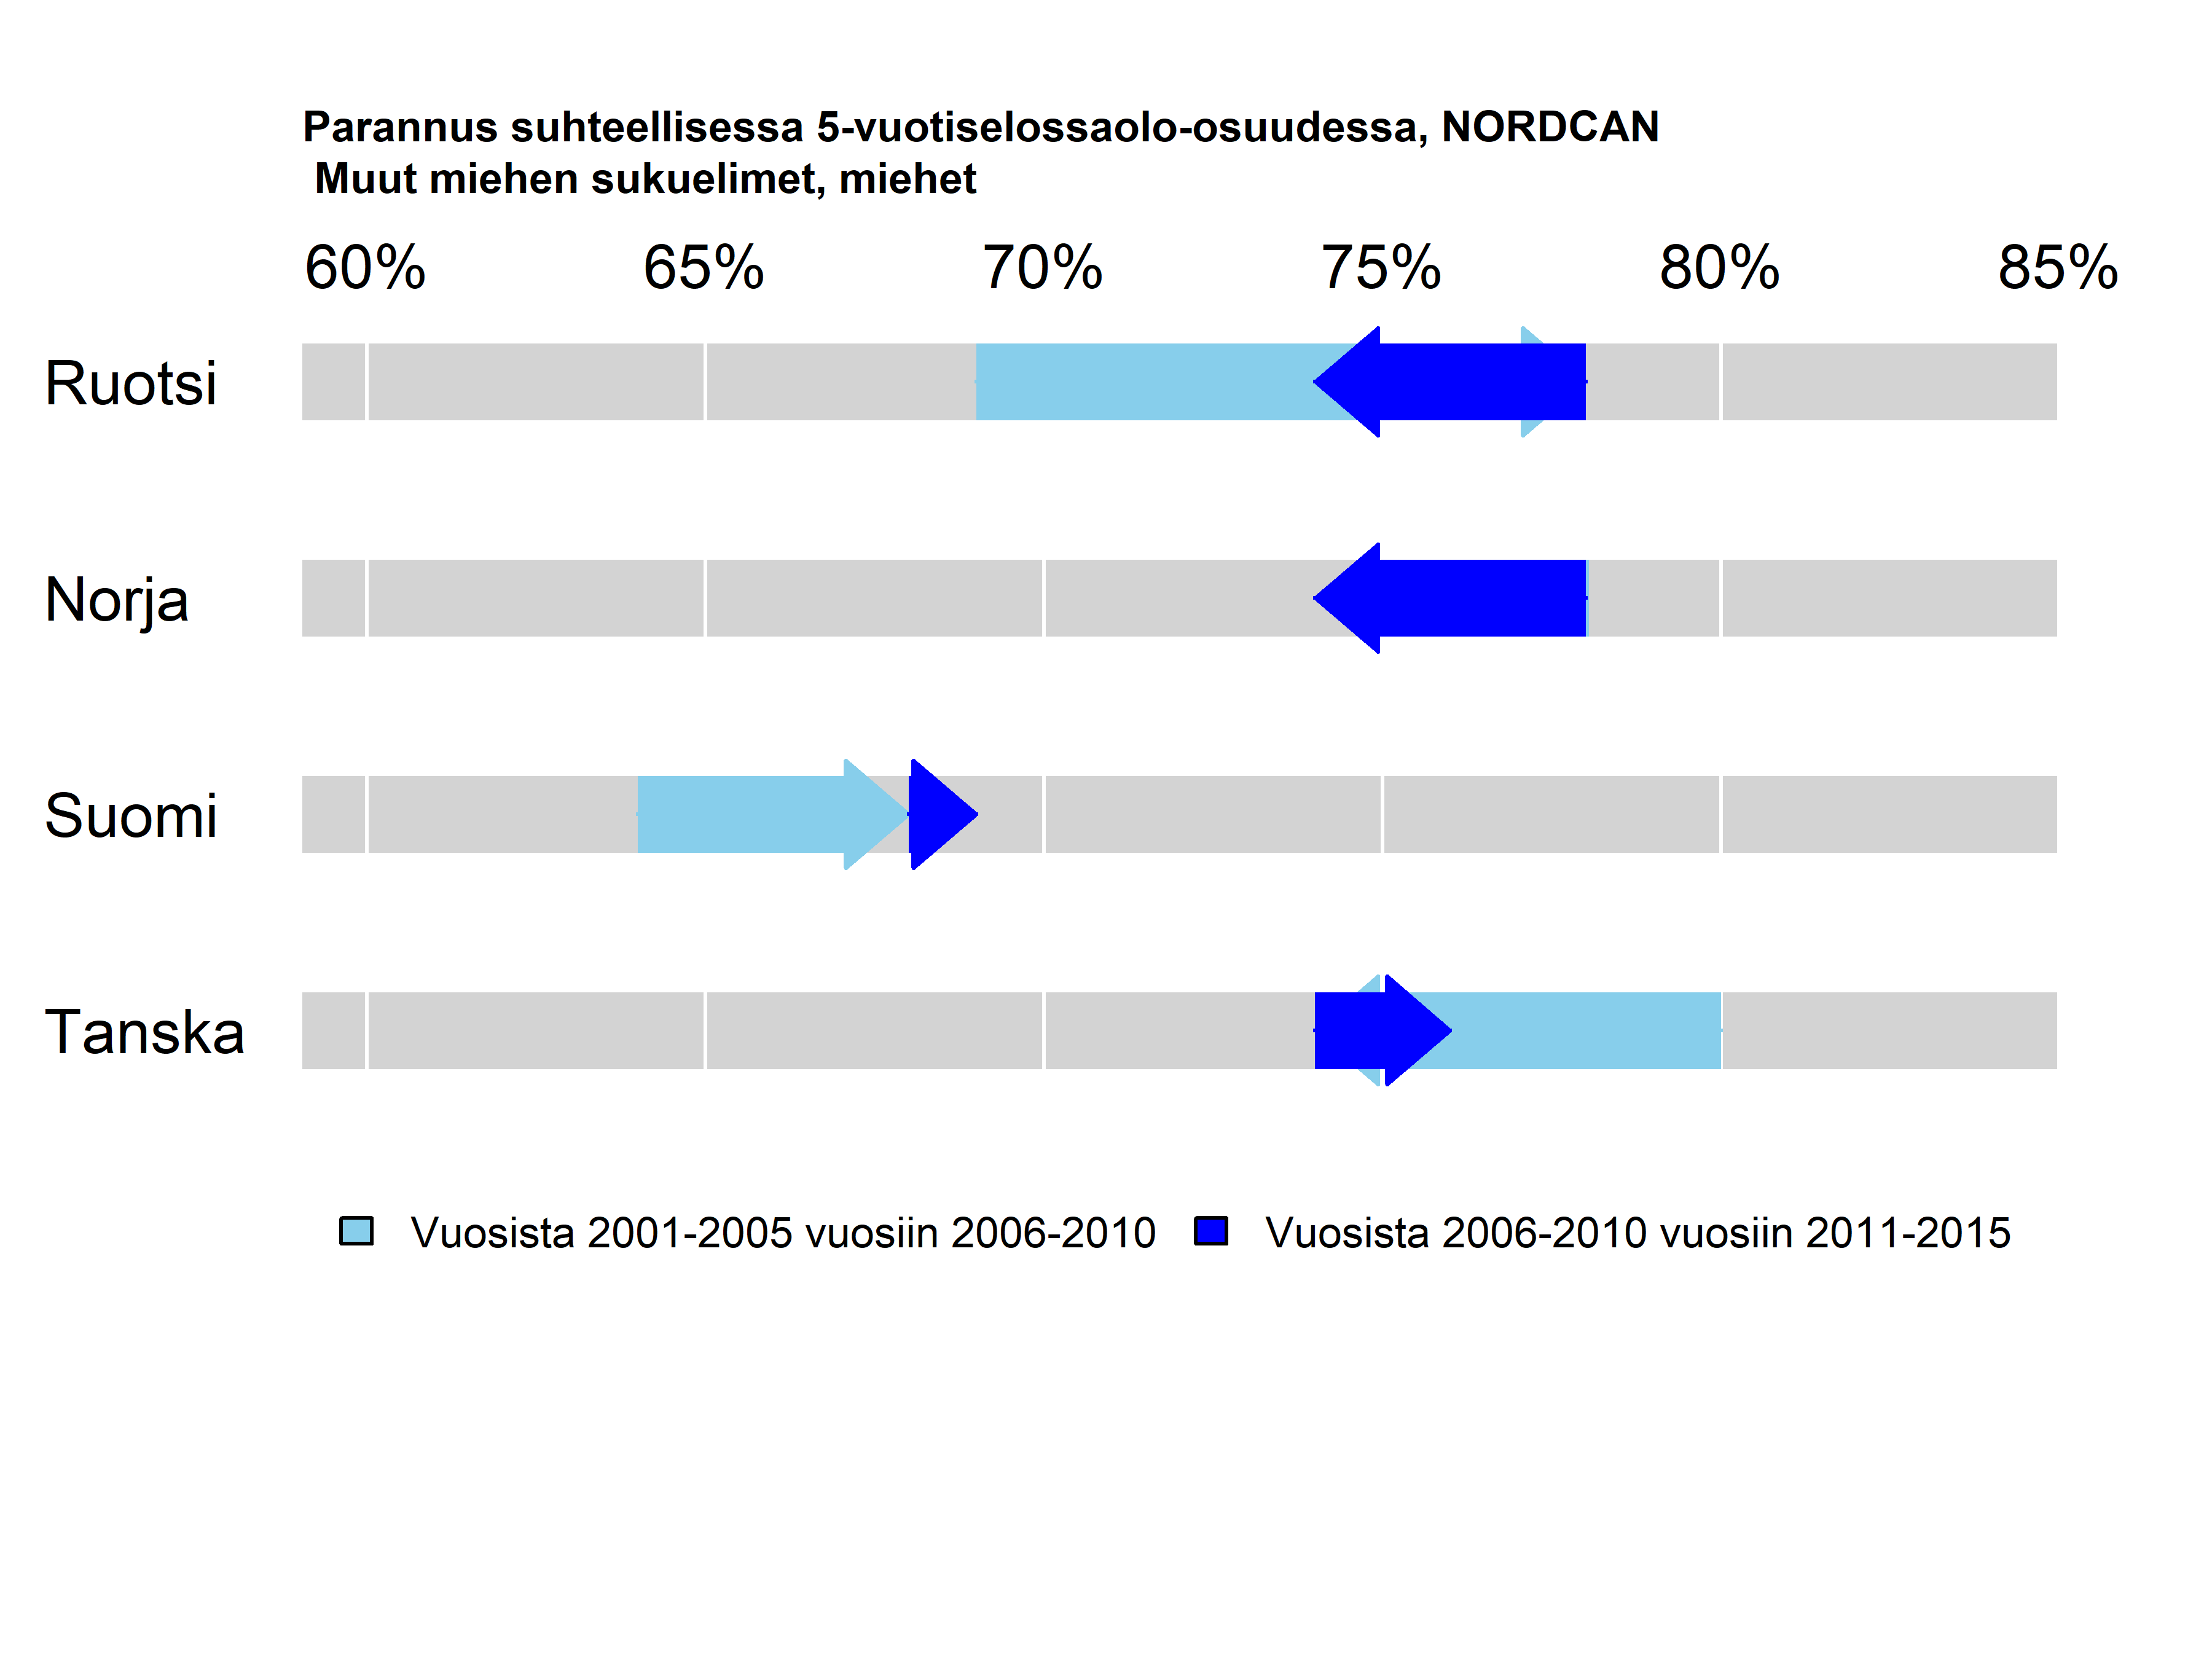 Parannus suhteellisessa 5-vuotiselossaolo-osuudessa, NORDCAN
Muut miehen sukuelimet, miehet
60% 65% 70% 75% 80% 85%
Ruotsi
Norja
Suomi
Tanska
Vuosista 2001-2005 vuosiin 2006-2010 Vuosista 2006-2010 vuosiin 2011-2015